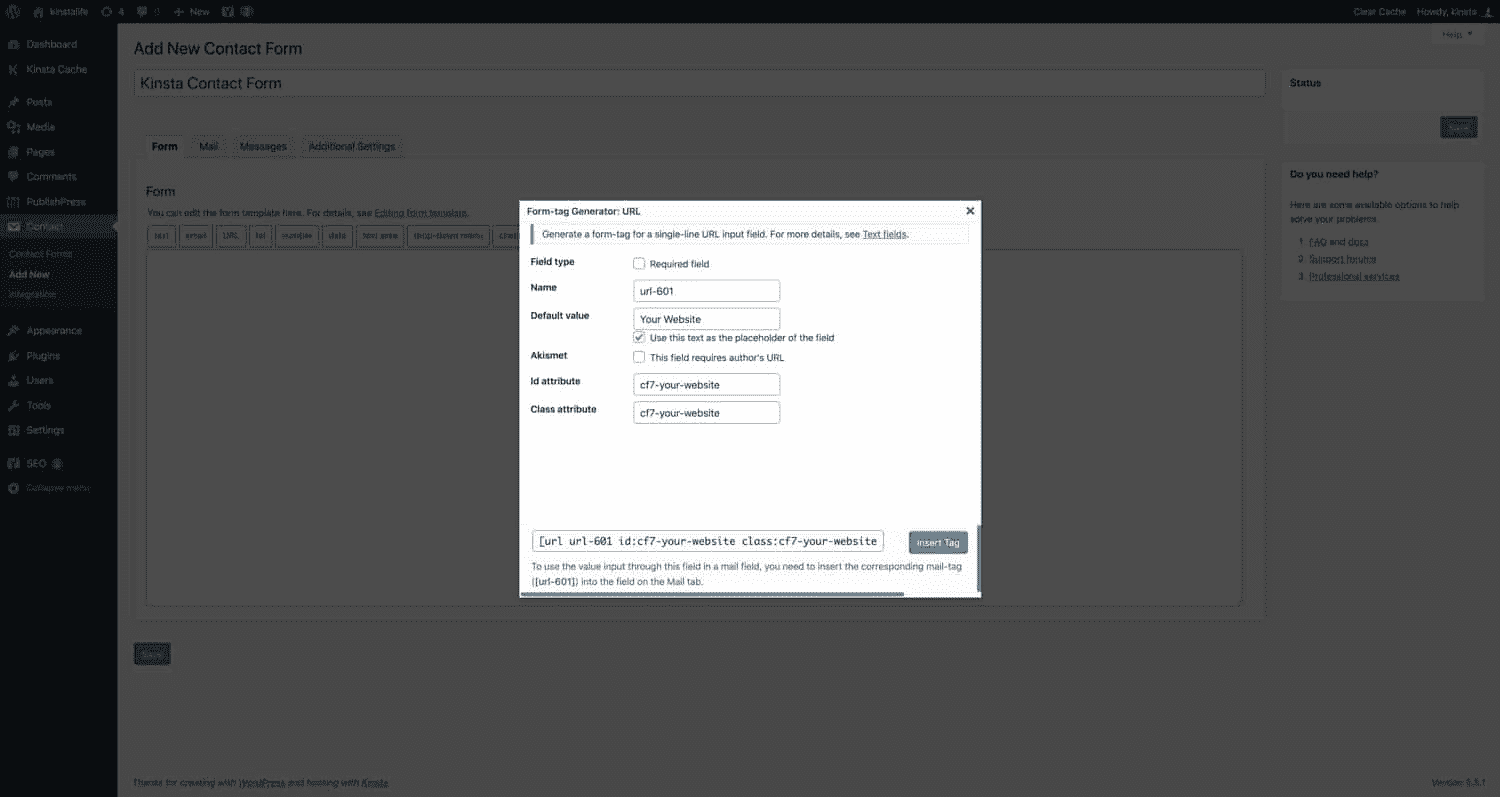 kinstalife 4 0 New Clear Cache Howdy, kinsta
Help
Dashboard
Kinsta Cache
Posts
Media
Pages
Comments
PublishPress
Contact
Contact Forms
Add New
Integration
Appearance
Plugins
Users
Tools
Settings
SEO
Collapse menu
Add New Contact Form
Kinsta Contact Form
Form Mail Messages Additional Settings
Form
You can edit the form template here. For details, see Editing form template.
text email URL tel number date text area drop-down menu
Form-tag Generator: URL
Generate a form-tag for a single-line URL input field. For more details, see Text fields.
Field type Required field
Name url-601
Default value Your Website
Use this text as the placeholder of the field
Akismet This field requires author's URL
Id attribute cf7-your-website
Class attribute cf7-your-website
[url url-601 id:cf7-your-website class:cf7-your-website
Insert Tag
To use the value input through this field in a mail field, you need to insert the corresponding mail-tag
([url-601]) into the field on the Mail tab.
Status
Do you need help?
Here are some available options to help
solve your problems.
1. FAQ and docs
2. Support forums
3. Professional services
Thanks for creating with WordPress and hosting with Kinsta